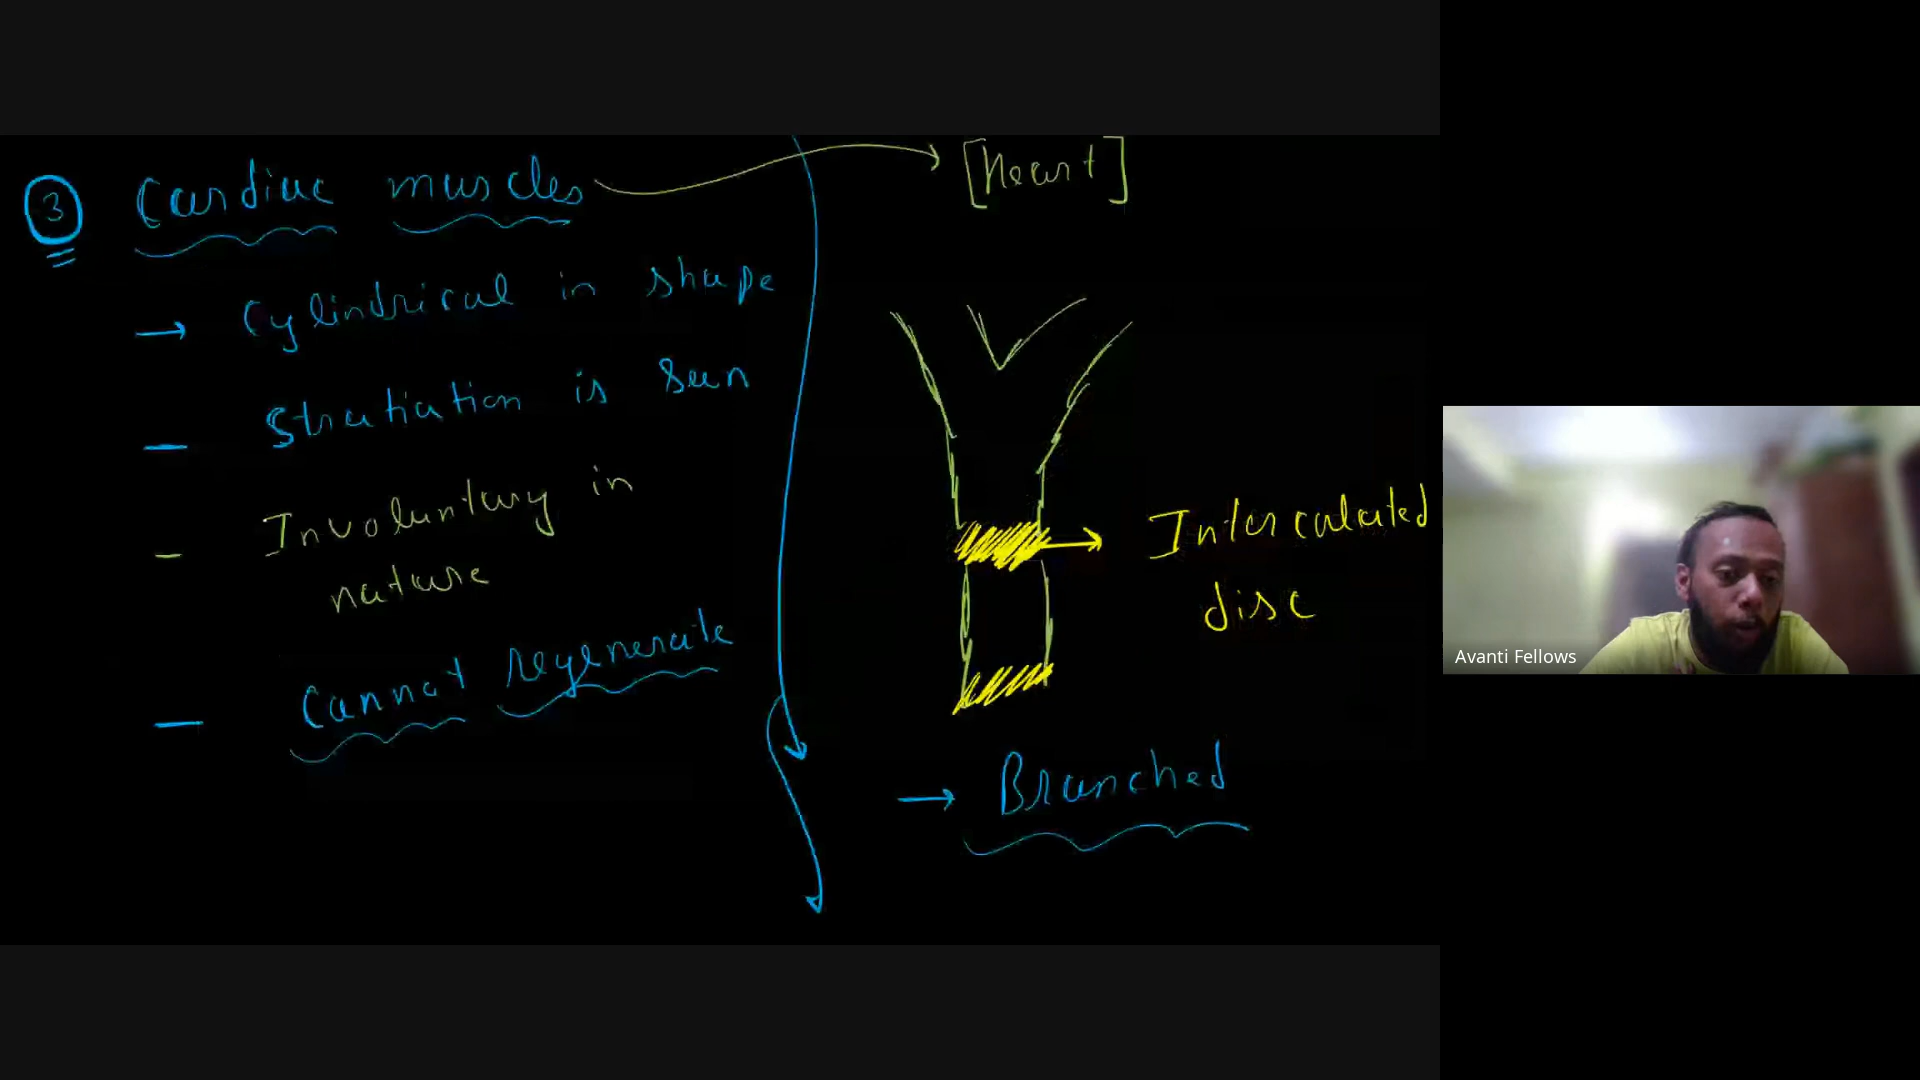 3 Cardiac muscles → [Heart]
→ Cylindrical in shape
– Stratiation is seen
– Involuntary in
nature
– Cannot regenerate
Intercalated
disc
→ Branched
Avanti Fellows